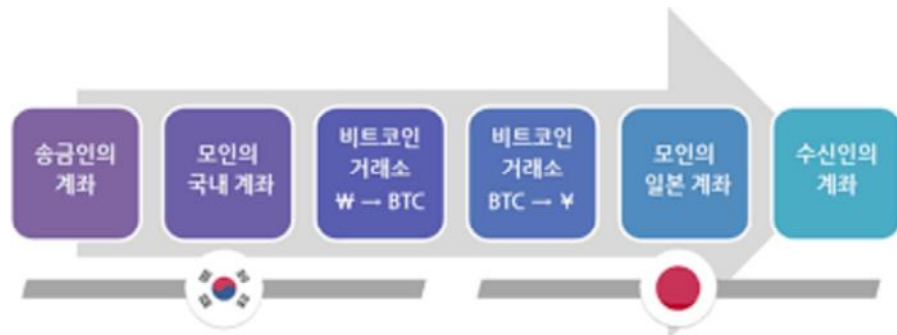 송금인의
계좌
모인의
국내 계좌
비트코인
거래소
₩ → BTC
비트코인
거래소
BTC → ¥
모인의
일본 계좌
수신인의
계좌